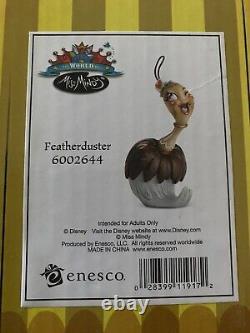 THE WORLD OF
Miss Mindy
Featherduster
6002644
Intended for Adults Only
© Disney Visit the Disney website at www.Disney.com
© Miss Mindy
Produced by Enesco, LLC. All rights reserved worldwide
MADE IN CHINA www.enesco.com
enesco.
0 28399 11917 2